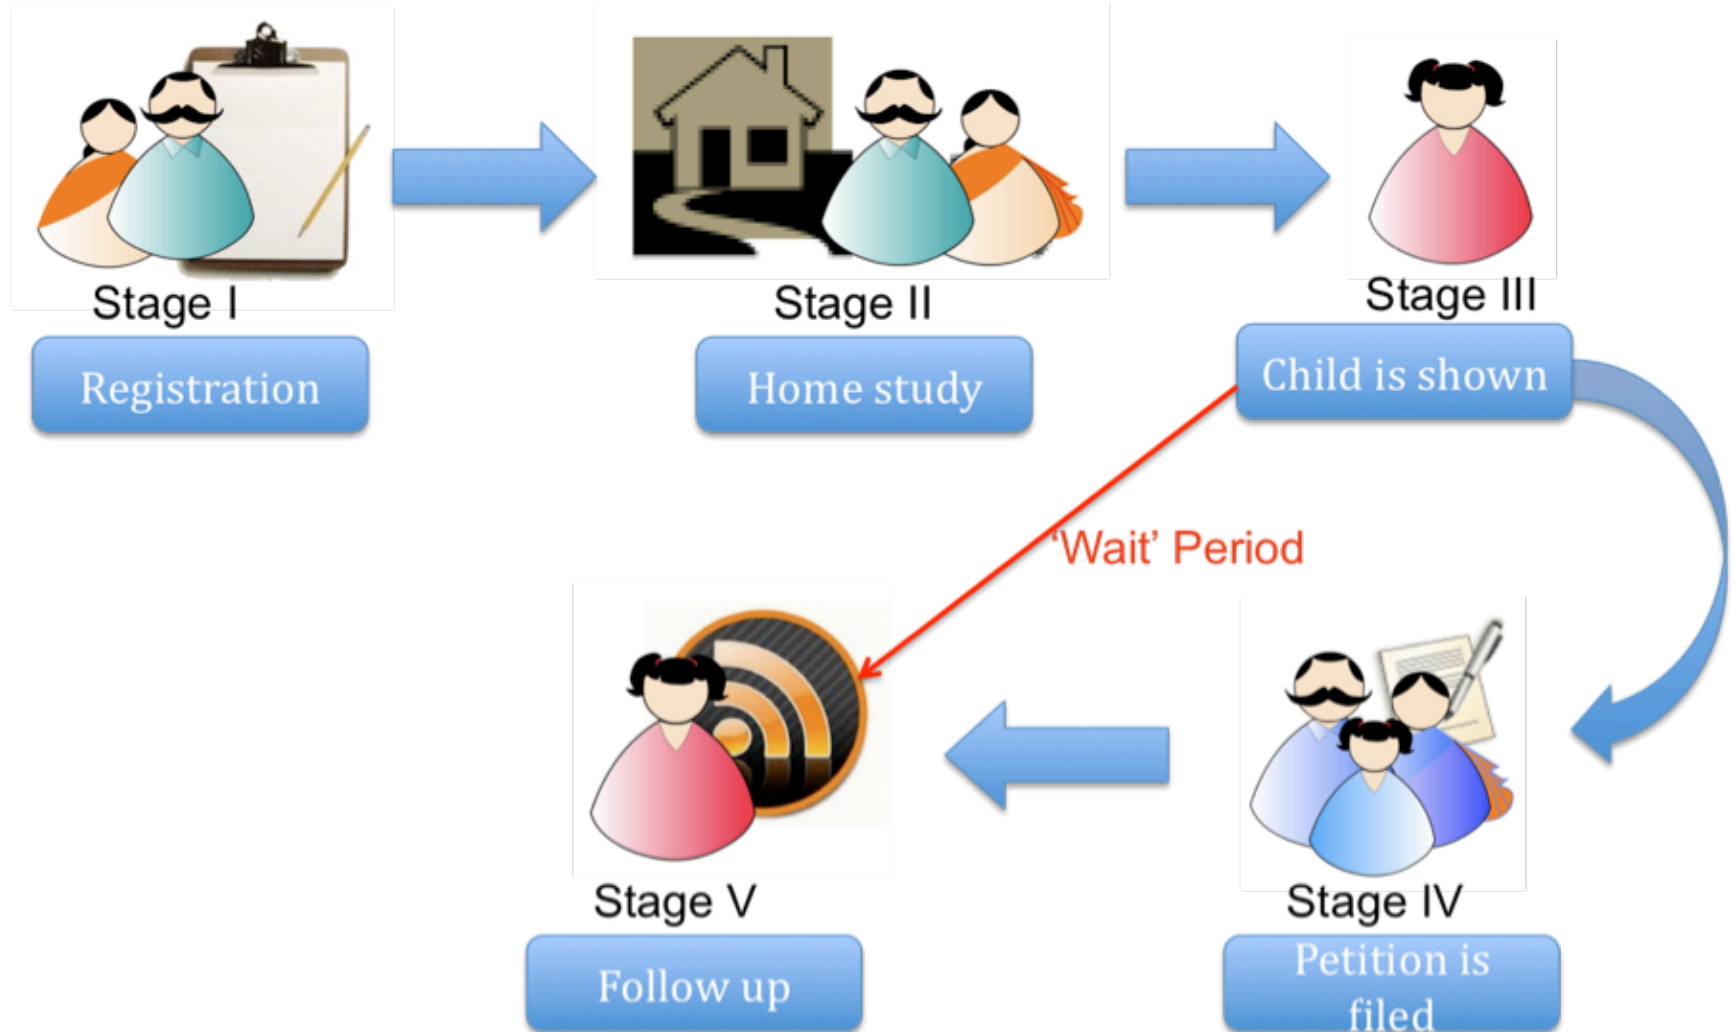 Stage I
Registration
Stage II
Home study
Stage III
Child is shown
‘Wait’ Period
Stage V
Follow up
Stage IV
Petition is
filed